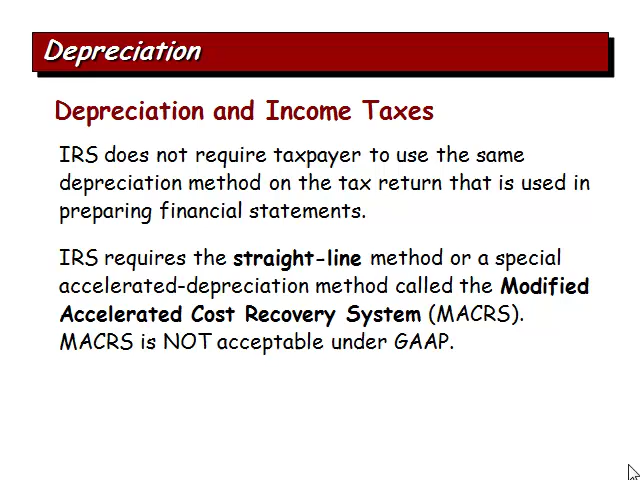 Depreciation
Depreciation and Income Taxes
IRS does not require taxpayer to use the same
depreciation method on the tax return that is used in
preparing financial statements.
IRS requires the straight-line method or a special
accelerated-depreciation method called the Modified
Accelerated Cost Recovery System (MACRS).
MACRS is NOT acceptable under GAAP.